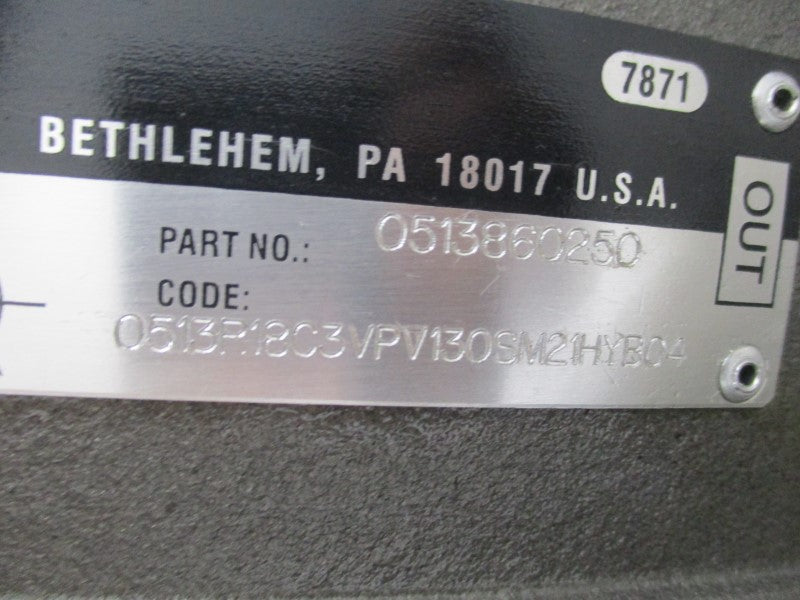 7871
BETHLEHEM, PA 18017 U.S.A.
OUT
PART NO.: 0513860250
CODE:
0513R18C3VPV130SM21HYB04